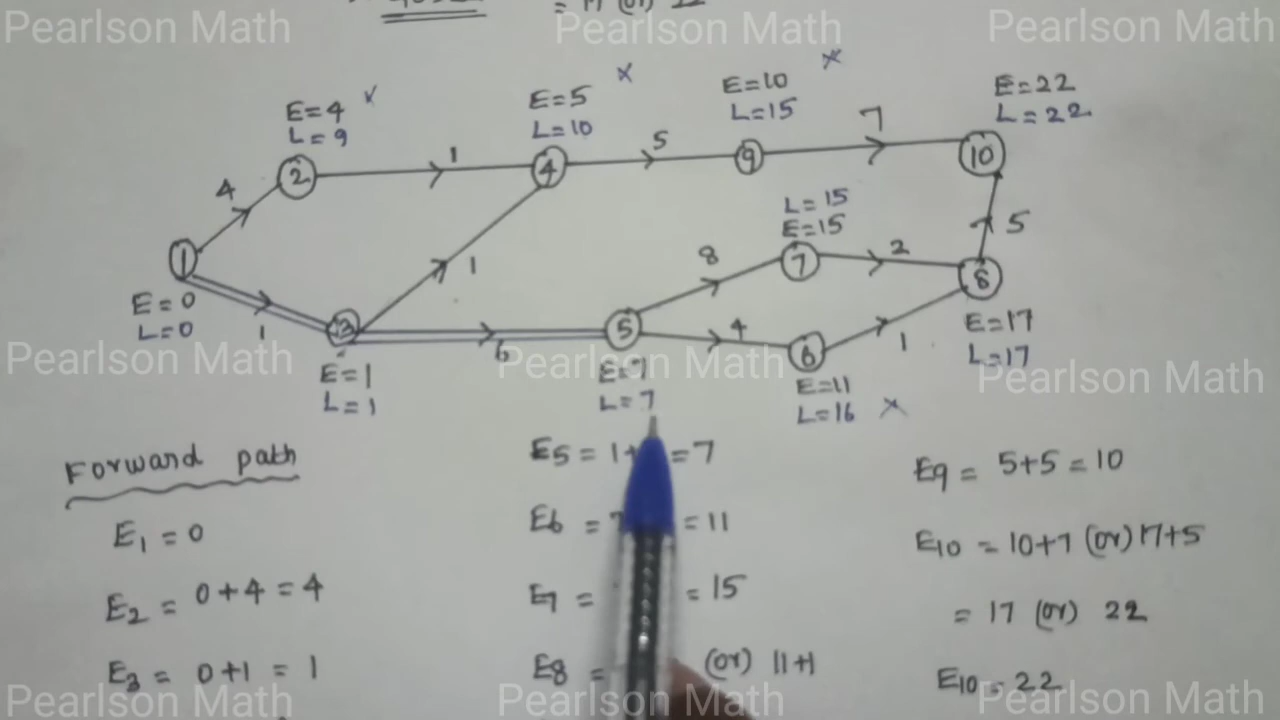 = 17 (or) 22
Pearlson Math Pearlson Math Pearlson Math
E=4
L=9
E=5
L=10
E=10
L=15
E=22
L=22
4
2
1
4
5
9
7
10
1
E=0
L=0
1
3
E=1
L=1
1
6
5
E=7
L=7
8
L=15
E=15
7
2
4
6
E=11
L=16
1
8
E=17
L=17
5
Pearlson Math Pearlson Math Pearlson Math
Forward path
E1 = 0
E2 = 0+4 = 4
E3 = 0+1 = 1
E5 = 1+ =7
E6 = 7 = 11
E7 = = 15
E8 = (or) 11+1
E9 = 5+5 = 10
E10 = 10+7 (or) 17+5
= 17 (or) 22
E10 = 22
Pearlson Math Pearlson Math Pearlson Math